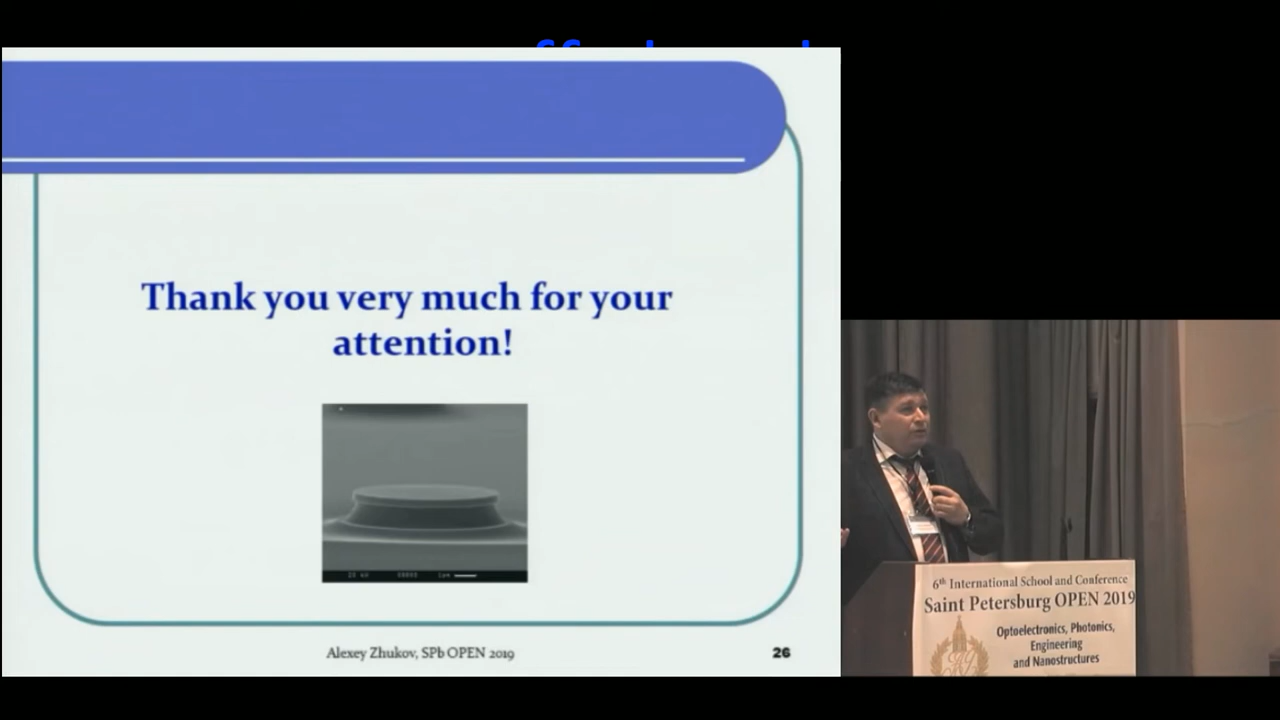 Thank you very much for your
attention!
Alexey Zhukov, SPb OPEN 2019
26
6th International School and Conference
Saint Petersburg OPEN 2019
Optoelectronics, Photonics,
Engineering
and Nanostructures